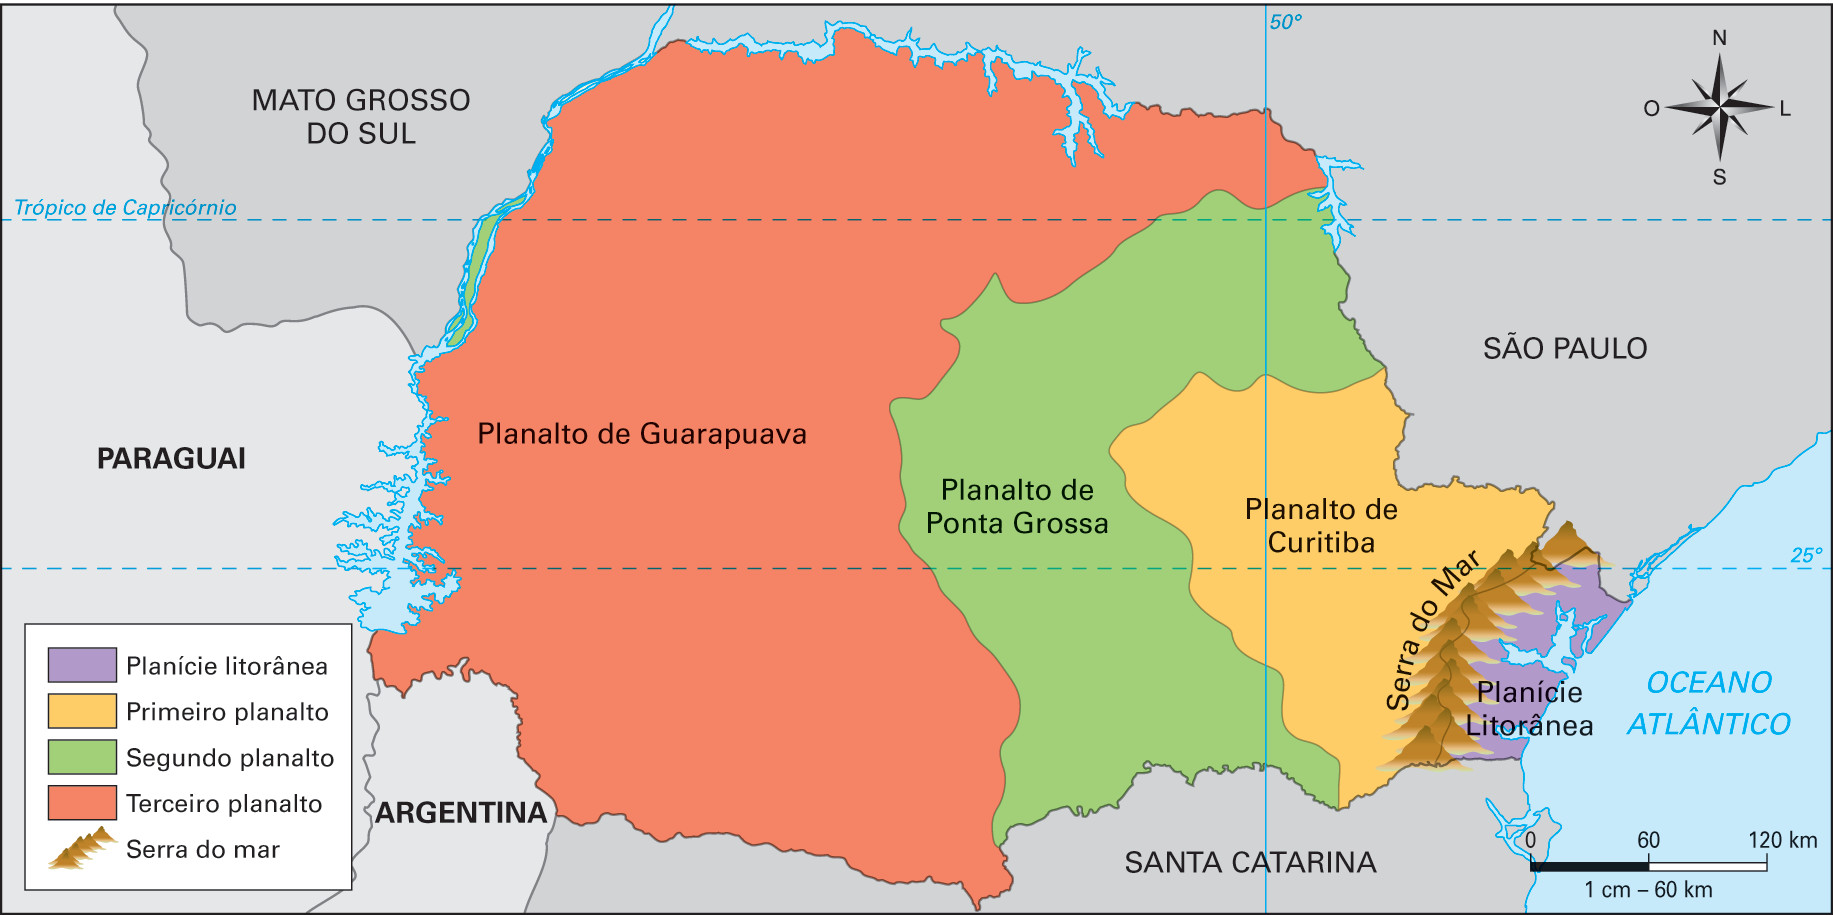 50°
N
O
L
S
MATO GROSSO
DO SUL
Trópico de Capricórnio
SÃO PAULO
PARAGUAI
Planalto de Guarapuava
Planalto de
Ponta Grossa
Planalto de
Curitiba
25°
Serra do Mar
Planície
Litorânea
OCEANO
ATLÂNTICO
Planície litorânea
Primeiro planalto
Segundo planalto
Terceiro planalto
Serra do mar
ARGENTINA
SANTA CATARINA
0 60 120 km
1 cm – 60 km